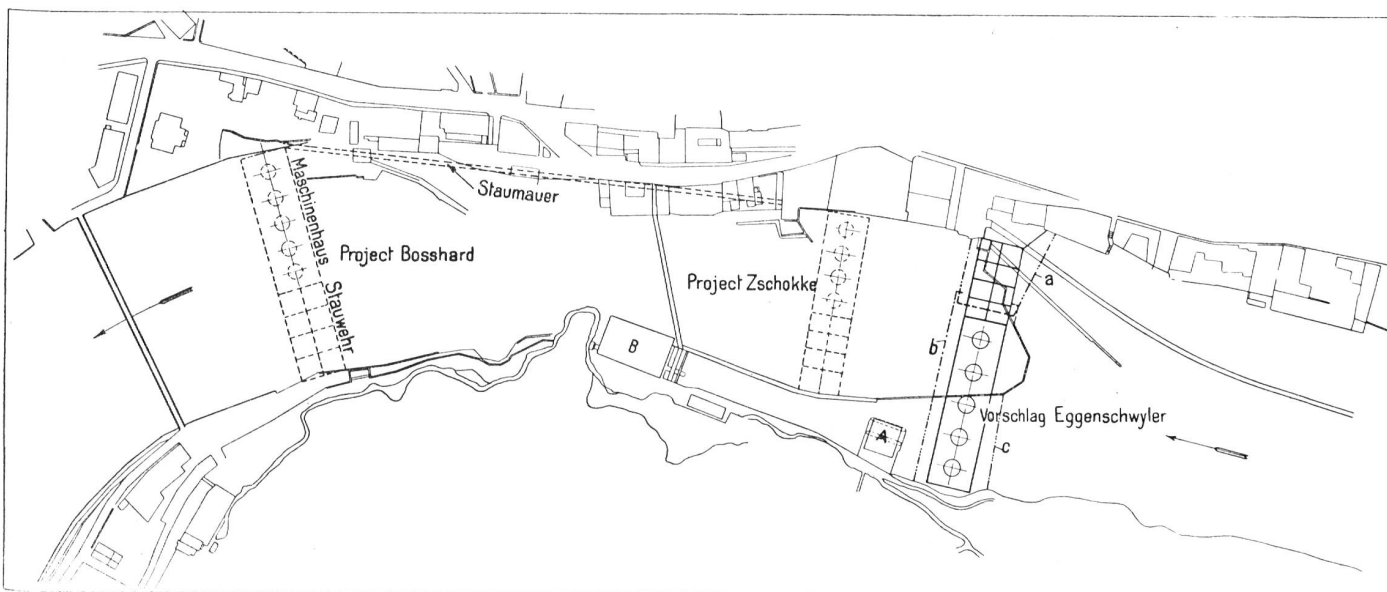 Maschinenhaus
Stauwehr
Project Bosshard
Staumauer
Project Zschokke
B
A
a
b
c
Vorschlag Eggenschwyler